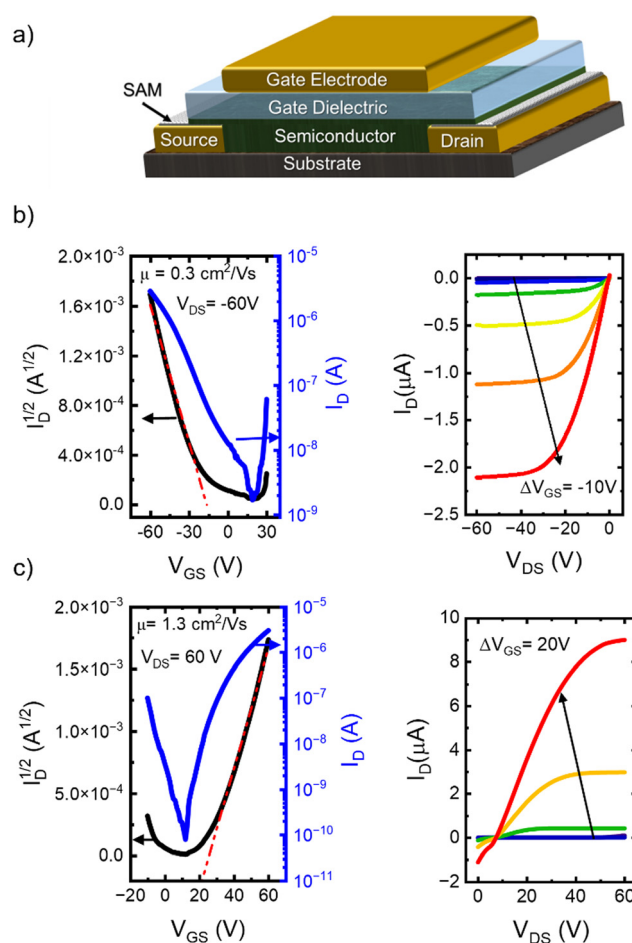 a)
Gate Electrode
SAM
Gate Dielectric
Source
Semiconductor
Drain
Substrate
b)
2.0×10⁻³
1.6×10⁻³
1.2×10⁻³
8.0×10⁻⁴
4.0×10⁻⁴
0.0
I_D^1/2 (A^1/2)
μ = 0.3 cm²/Vs
V_DS= -60V
10⁻⁵
10⁻⁶
10⁻⁷
10⁻⁸
10⁻⁹
I_D (A)
-60 -30 0 30
V_GS (V)
0.0
−0.5
−1.0
−1.5
−2.0
−2.5
I_D(μA)
ΔV_GS= -10V
−60 −40 −20 0
V_DS (V)
c)
2.0×10⁻³
1.5×10⁻³
1.0×10⁻³
5.0×10⁻⁴
0.0
I_D^1/2 (A^1/2)
μ= 1.3 cm²/Vs
V_DS= 60 V
10⁻⁵
10⁻⁶
10⁻⁷
10⁻⁸
10⁻⁹
10⁻¹⁰
10⁻¹¹
I_D (A)
−20 0 20 40 60
V_GS (V)
10
8
6
4
2
0
−2
I_D(μA)
ΔV_GS= 20V
0 20 40 60
V_DS (V)